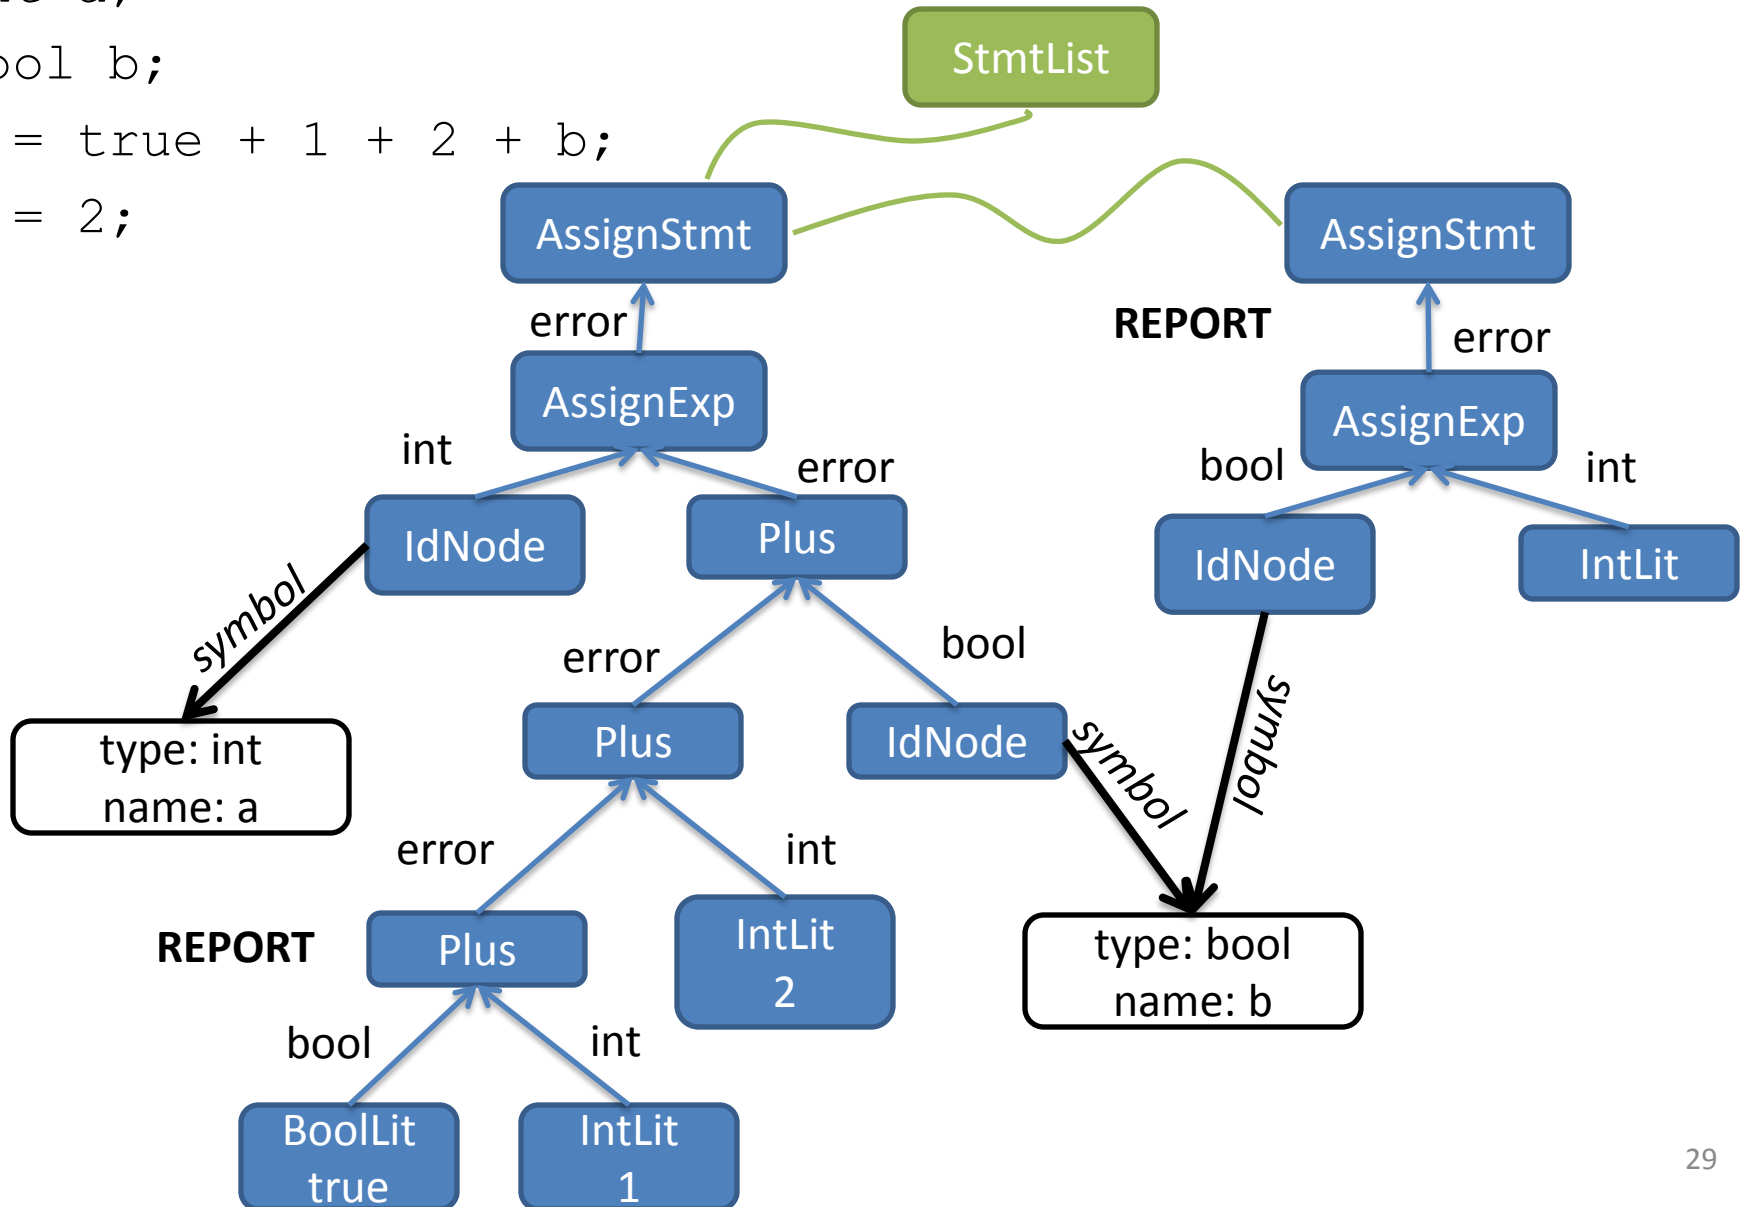 b;
= true + 1 + 2 + b;
= 2;
StmtList
AssignStmt
AssignStmt
error
REPORT
error
AssignExp
AssignExp
int
error
bool
int
IdNode
Plus
IdNode
IntLit
symbol
error
bool
symbol
type: int
name: a
Plus
IdNode
symbol
error
int
REPORT
Plus
IntLit
2
type: bool
name: b
bool
int
BoolLit
true
IntLit
1
29